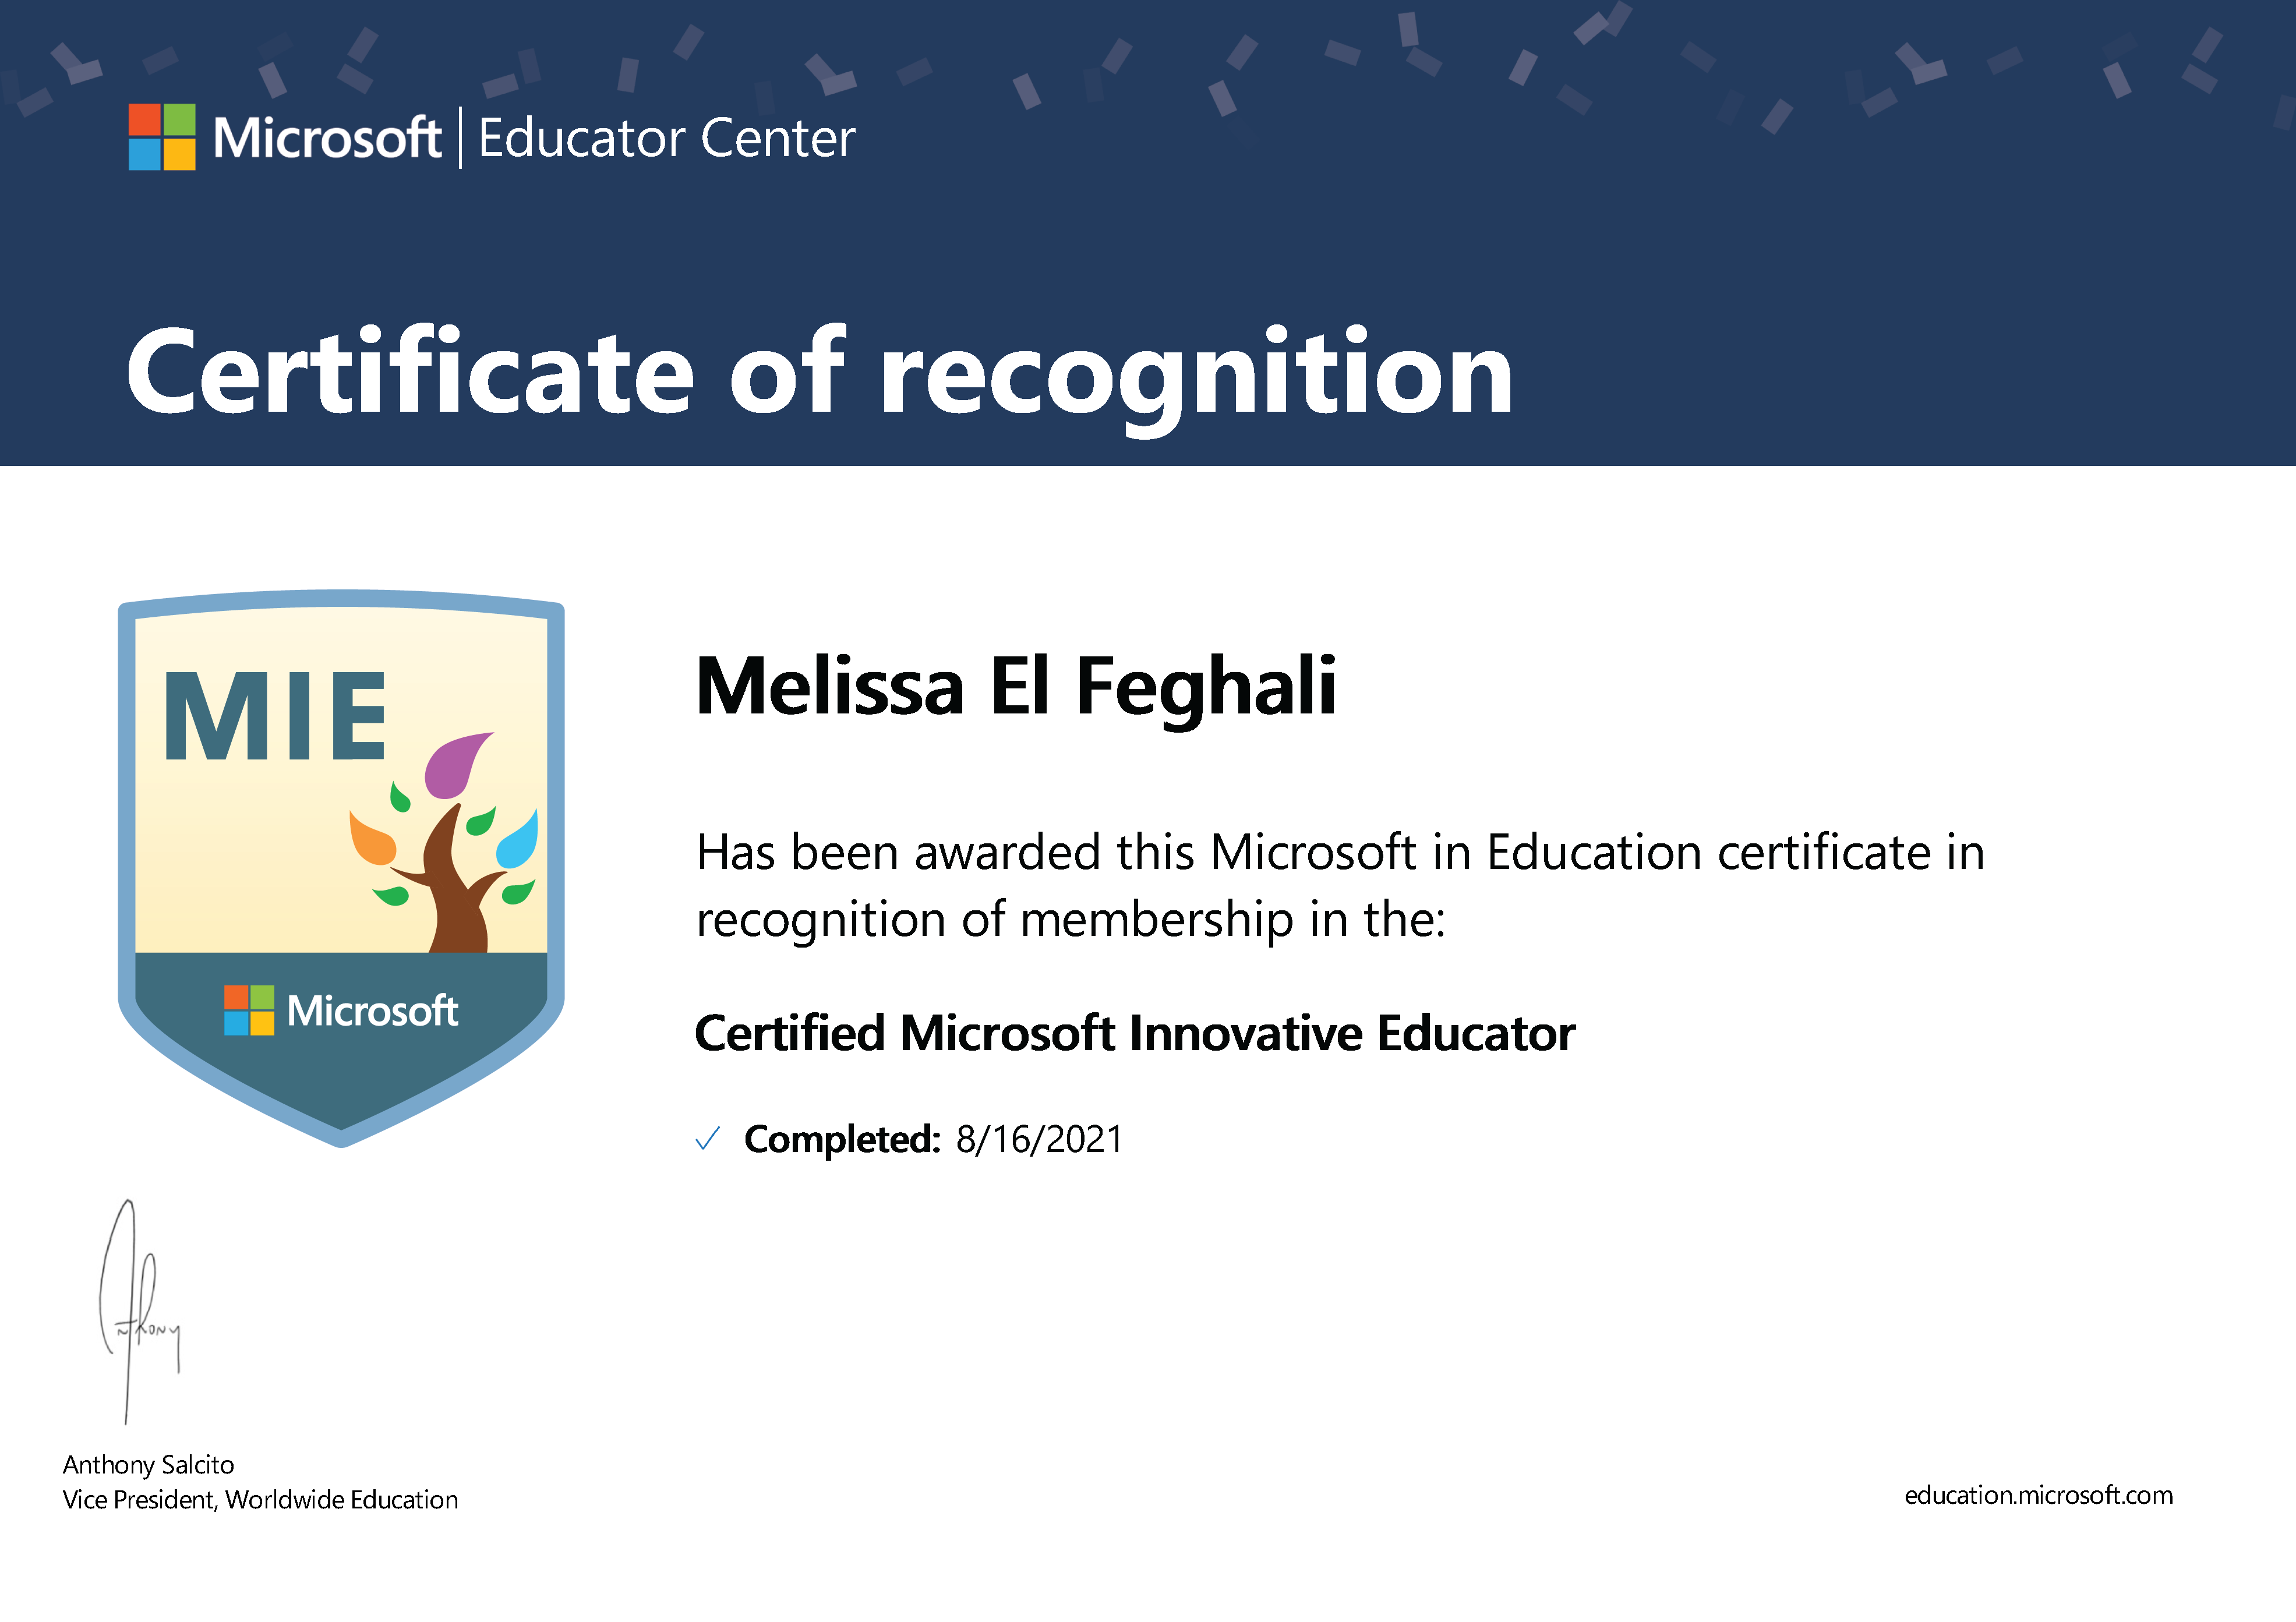 Microsoft | Educator Center
Certificate of recognition
MIE
Microsoft
Melissa El Feghali
Has been awarded this Microsoft in Education certificate in
recognition of membership in the:
Certified Microsoft Innovative Educator
✓ Completed: 8/16/2021
Anthony
Anthony Salcito
Vice President, Worldwide Education
education.microsoft.com